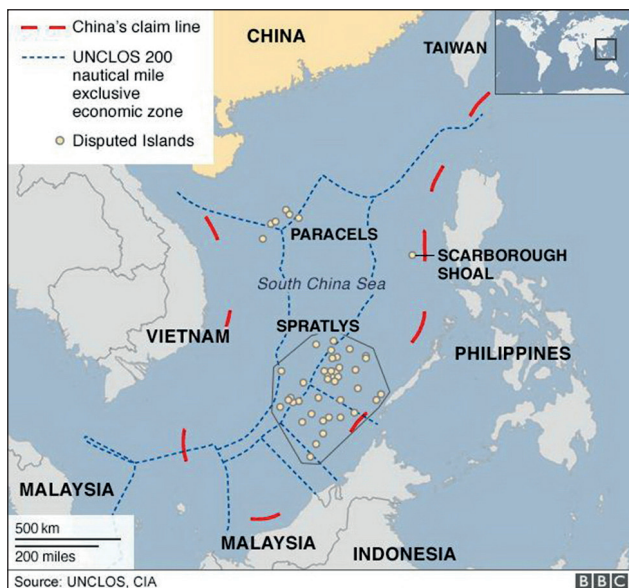 China's claim line
UNCLOS 200
nautical mile
exclusive
economic zone
Disputed Islands
CHINA
TAIWAN
PARACELS
SCARBOROUGH
SHOAL
South China Sea
SPRATLYS
VIETNAM
PHILIPPINES
MALAYSIA
500 km
200 miles
MALAYSIA
INDONESIA
Source: UNCLOS, CIA
BBC